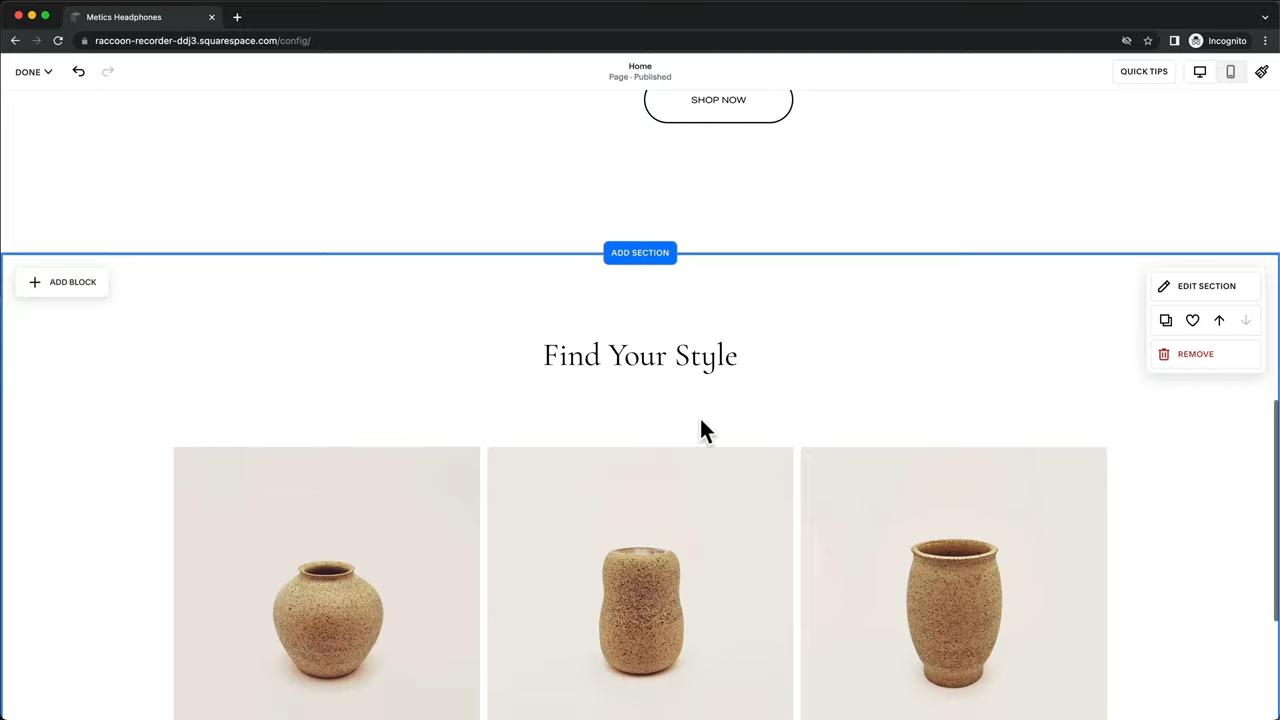 Metics Headphones
raccoon-recorder-ddj3.squarespace.com/config/
Incognito
DONE
Home
Page · Published
QUICK TIPS
SHOP NOW
ADD SECTION
ADD BLOCK
EDIT SECTION
REMOVE
Find Your Style